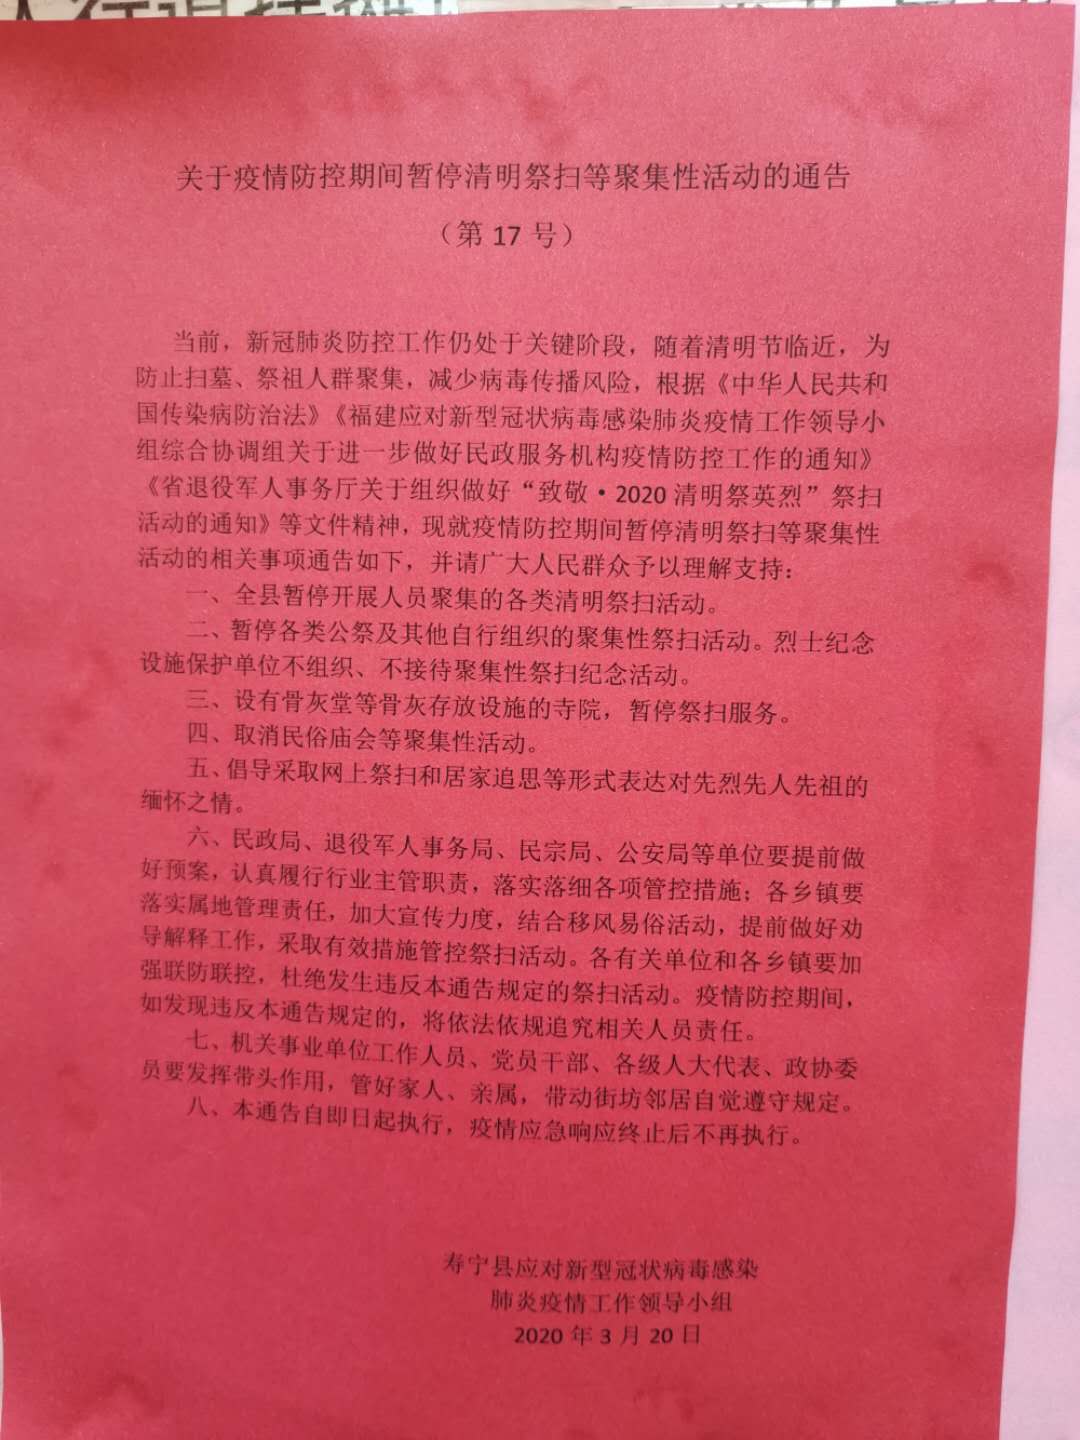 关于疫情防控期间暂停清明祭扫等聚集性活动的通告
（第 17 号）
当前，新冠肺炎防控工作仍处于关键阶段，随着清明节临近，为
防止扫墓、祭祖人群聚集，减少病毒传播风险，根据《中华人民共和
国传染病防治法》《福建应对新型冠状病毒感染肺炎疫情工作领导小
组综合协调组关于进一步做好民政服务机构疫情防控工作的通知》
《省退役军人事务厅关于组织做好“致敬·2020 清明祭英烈”祭扫
活动的通知》等文件精神，现就疫情防控期间暂停清明祭扫等聚集性
活动的相关事项通告如下，并请广大人民群众予以理解支持：
一、全县暂停开展人员聚集的各类清明祭扫活动。
二、暂停各类公祭及其他自行组织的聚集性祭扫活动。烈士纪念
设施保护单位不组织、不接待聚集性祭扫纪念活动。
三、设有骨灰堂等骨灰存放设施的寺院，暂停祭扫服务。
四、取消民俗庙会等聚集性活动。
五、倡导采取网上祭扫和居家追思等形式表达对先烈先人先祖的
缅怀之情。
六、民政局、退役军人事务局、民宗局、公安局等单位要提前做
好预案，认真履行行业主管职责，落实落细各项管控措施；各乡镇要
落实属地管理责任，加大宣传力度，结合移风易俗活动，提前做好劝
导解释工作，采取有效措施管控祭扫活动。各有关单位和各乡镇要加
强联防联控，杜绝发生违反本通告规定的祭扫活动。疫情防控期间，
如发现违反本通告规定的，将依法依规追究相关人员责任。
七、机关事业单位工作人员、党员干部、各级人大代表、政协委
员要发挥带头作用，管好家人、亲属，带动街坊邻居自觉遵守规定。
八、本通告自即日起执行，疫情应急响应终止后不再执行。
寿宁县应对新型冠状病毒感染
肺炎疫情工作领导小组
2020 年 3 月 20 日